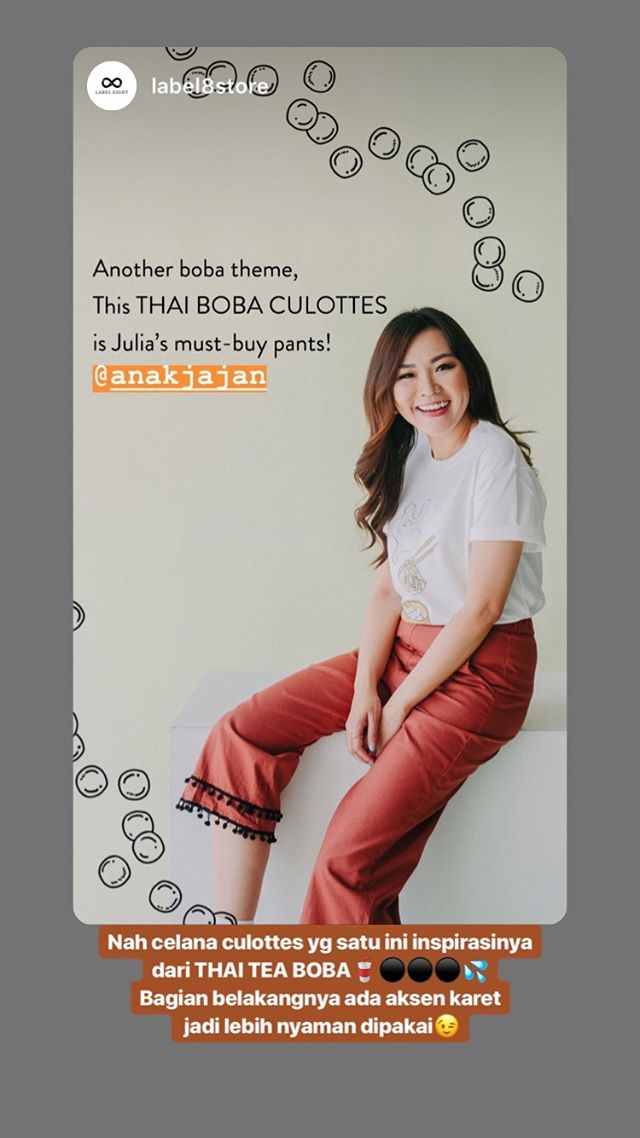 LABEL EIGHT
label8store
Another boba theme,
This THAI BOBA CULOTTES
is Julia's must-buy pants!
@anakjajan
Nah celana culottes yg satu ini inspirasinya
dari THAI TEA BOBA🥤⚫⚫⚫💦
Bagian belakangnya ada aksen karet
jadi lebih nyaman dipakai😉